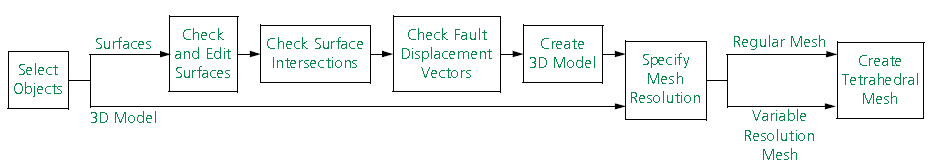 Select
Objects
Surfaces
3D Model
Check
and Edit
Surfaces
Check Surface
Intersections
Check Fault
Displacement
Vectors
Create
3D Model
Specify
Mesh
Resolution
Regular Mesh
Variable
Resolution
Mesh
Create
Tetrahedral
Mesh